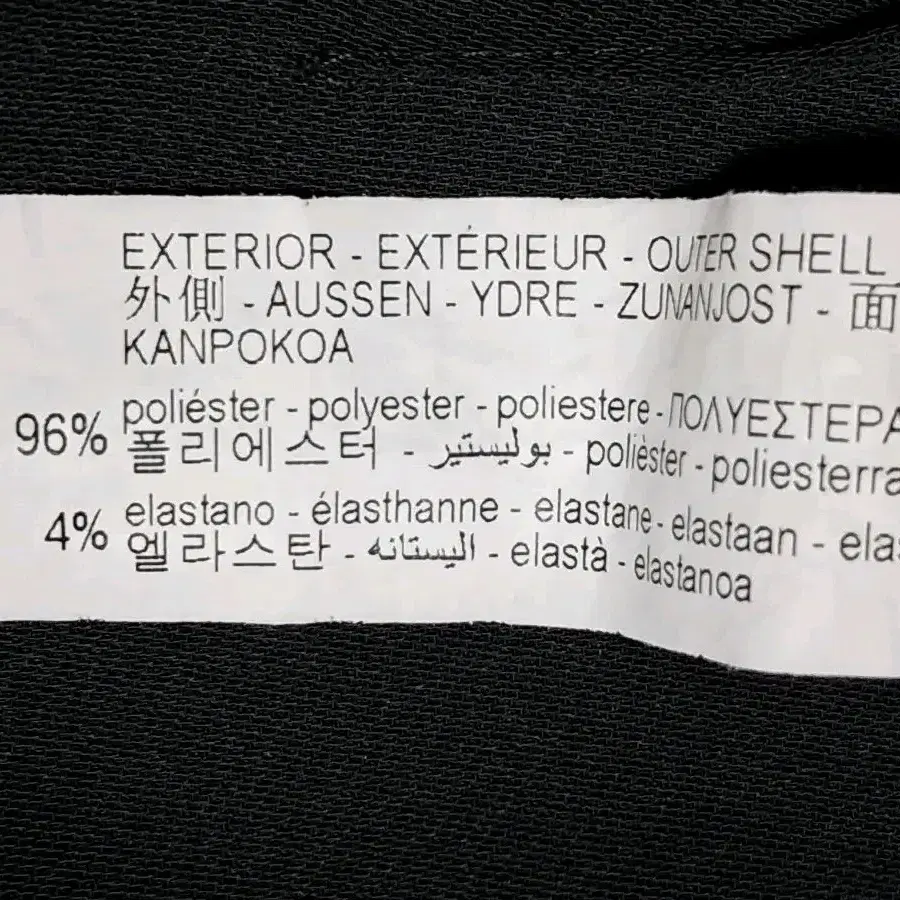 EXTERIOR - EXTÉRIEUR - OUTER SHELL
外側 - AUSSEN - YDRE - ZUNANJOST - 面
KANPOKOA
96% poliéster - polyester - poliestere - ΠΟΛΥΕΣΤΕΡΑ
폴리에스터 - بوليستير - polièster - poliesterra
4% elastano - élasthanne - elastane - elastaan - elas
엘라스탄 - اليستانه - elastà - elastanoa